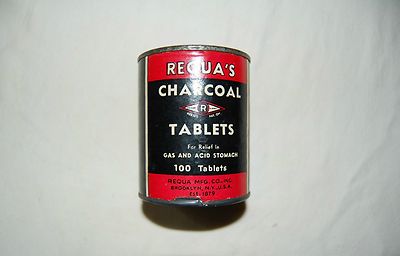 REQUA'S
CHARCOAL
R
TABLETS
For Relief In
GAS AND ACID STOMACH
100 Tablets
REQUA MFG. CO., INC.
BROOKLYN, N.Y., U.S.A.
EST. 1879